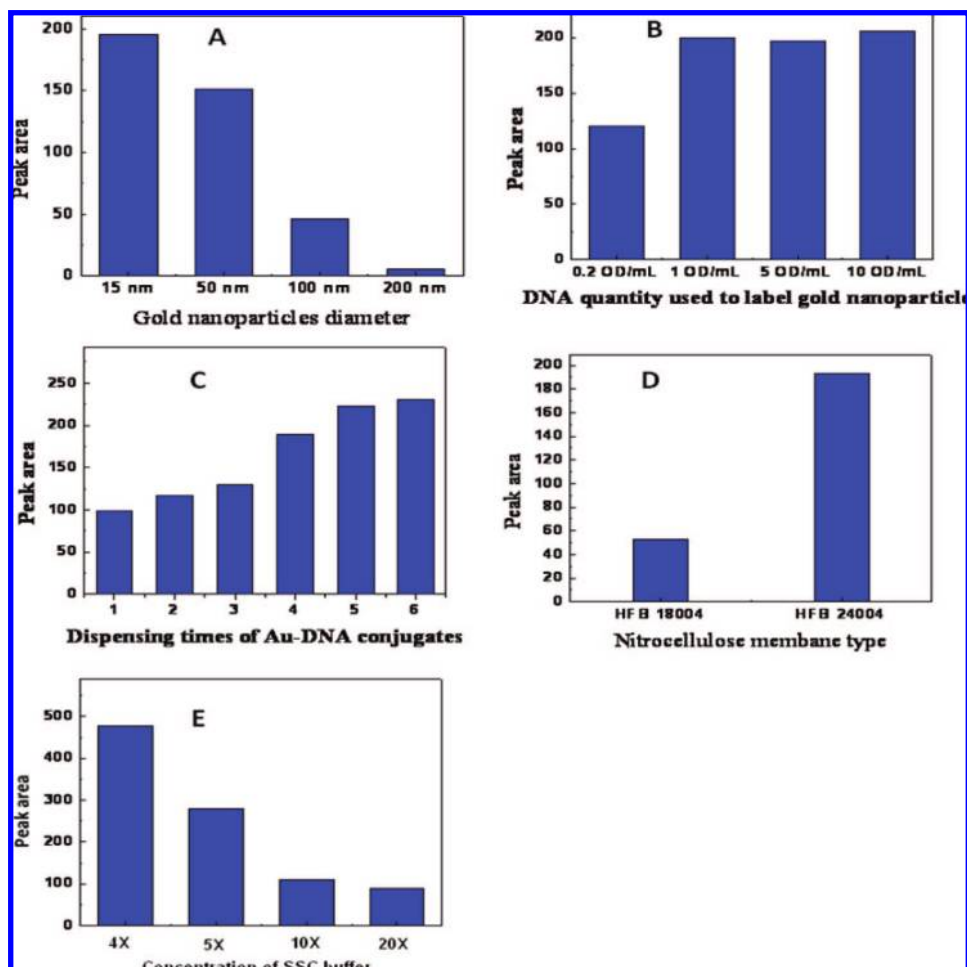 A
200
150
100
50
0
Peak area
15 nm 50 nm 100 nm 200 nm
Gold nanoparticles diameter
B
200
150
100
50
0
Peak area
0.2 OD/mL 1 OD/mL 5 OD/mL 10 OD/mL
DNA quantity used to label gold nanoparticle
C
250
200
150
100
50
0
Peak area
1 2 3 4 5 6
Dispensing times of Au-DNA conjugates
D
200
180
160
140
120
100
80
60
40
20
0
Peak area
HFB 18004 HFB 24004
Nitrocellulose membane type
E
500
400
300
200
100
0
Peak area
4X 5X 10X 20X
Concentration of SSC buffer